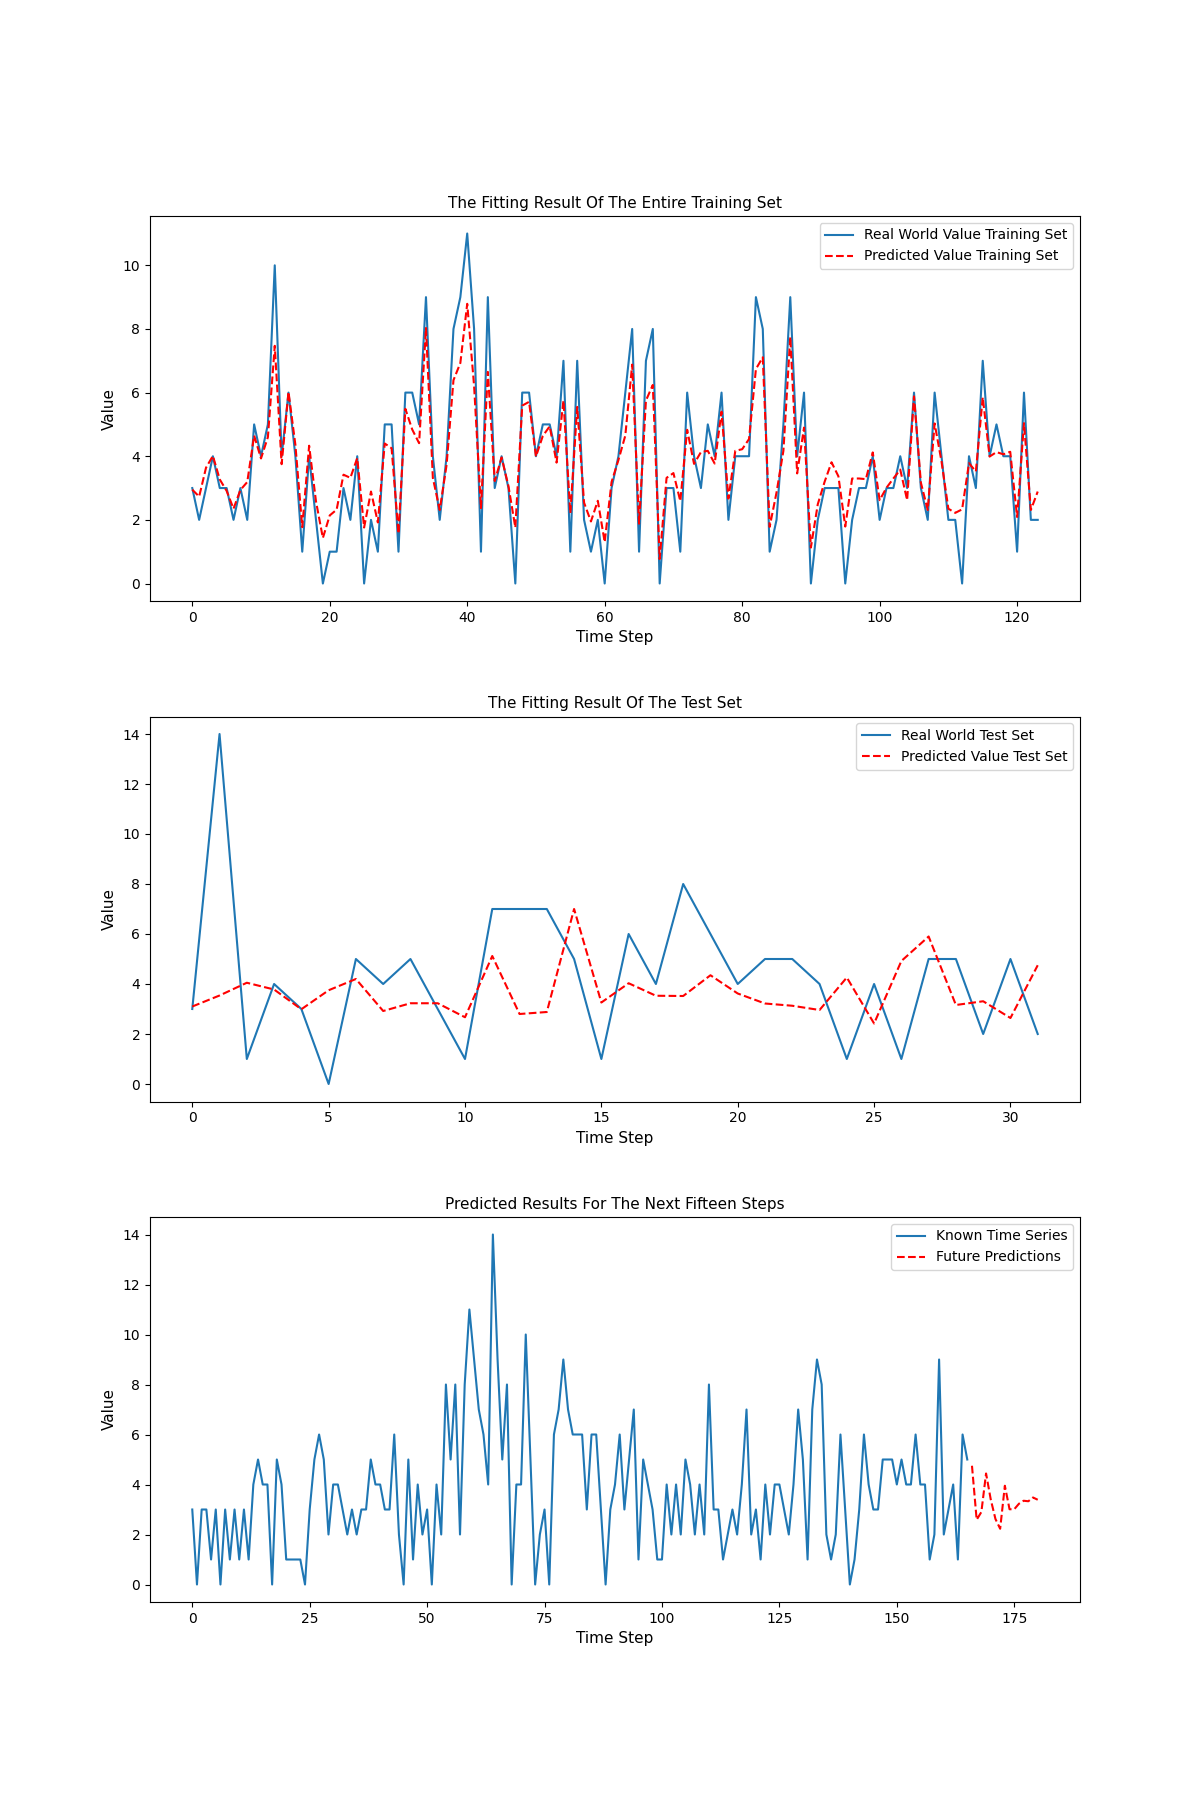 The Fitting Result Of The Entire Training Set
Real World Value Training Set
Predicted Value Training Set
Value
10
8
6
4
2
0
0 20 40 60 80 100 120
Time Step
The Fitting Result Of The Test Set
Real World Test Set
Predicted Value Test Set
Value
14
12
10
8
6
4
2
0
0 5 10 15 20 25 30
Time Step
Predicted Results For The Next Fifteen Steps
Known Time Series
Future Predictions
Value
14
12
10
8
6
4
2
0
0 25 50 75 100 125 150 175
Time Step